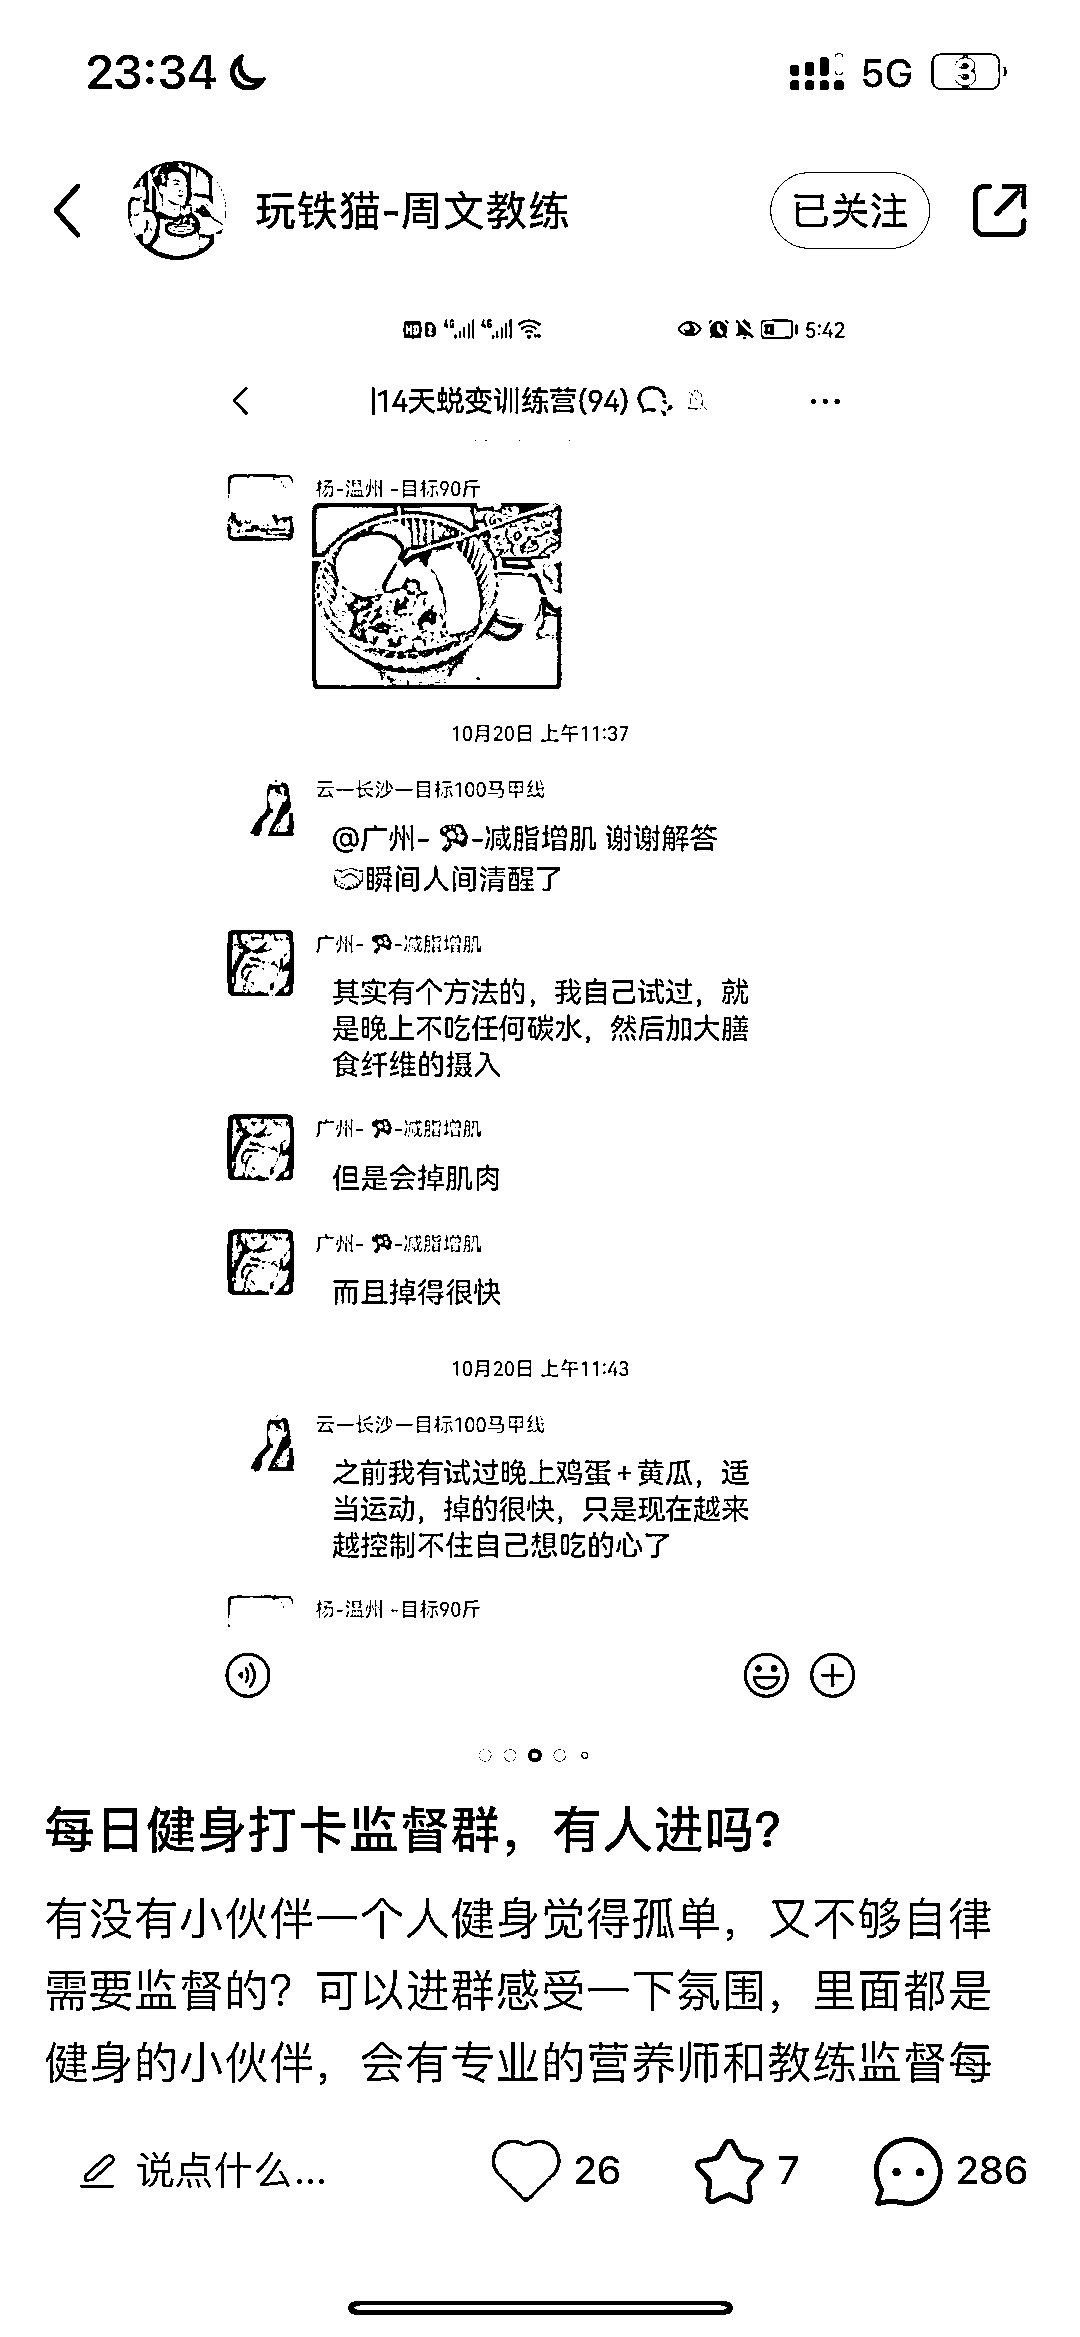 23:34 5G
玩铁猫-周文教练 已关注
5:42
14天蜕变训练营(94)
杨-温州 -目标90斤
10月20日 上午11:37
云一长沙一目标100马甲线
@广州- -减脂增肌 谢谢解答
瞬间人间清醒了
广州- -减脂增肌
其实有个方法的，我自己试过，就
是晚上不吃任何碳水，然后加大膳
食纤维的摄入
广州- -减脂增肌
但是会掉肌肉
广州- -减脂增肌
而且掉得很快
10月20日 上午11:43
云一长沙一目标100马甲线
之前我有试过晚上鸡蛋+黄瓜，适
当运动，掉的很快，只是现在越来
越控制不住自己想吃的心了
杨-温州 -目标90斤
每日健身打卡监督群，有人进吗？
有没有小伙伴一个人健身觉得孤单，又不够自律
需要监督的？可以进群感受一下氛围，里面都是
健身的小伙伴，会有专业的营养师和教练监督每
说点什么... 26 7 286